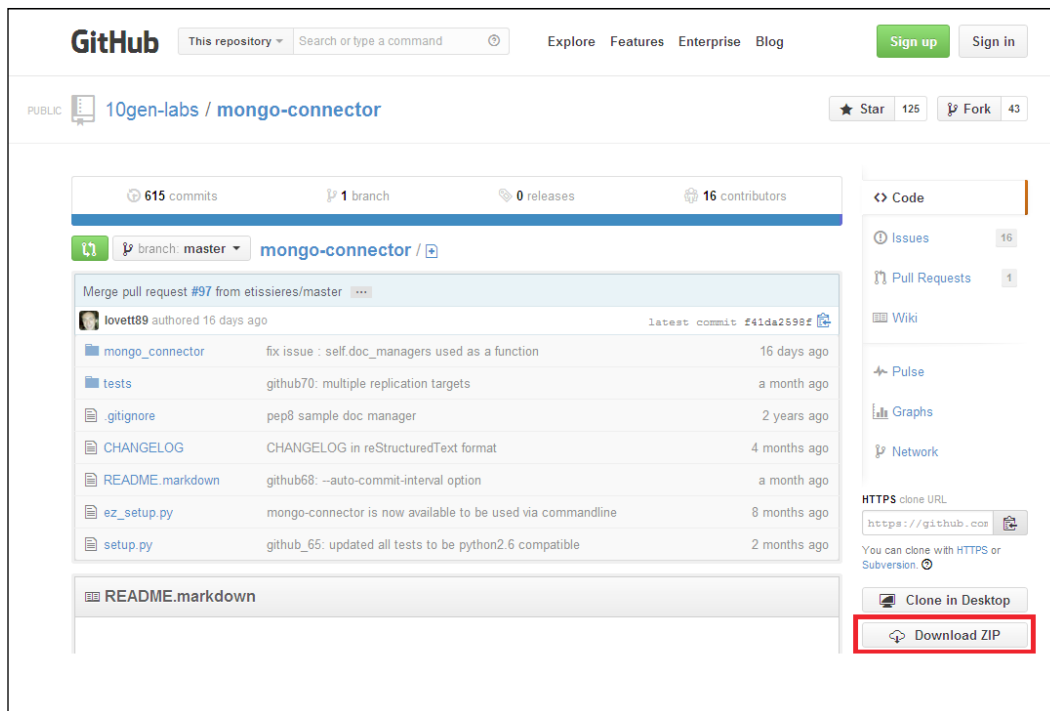 GitHub This repository Search or type a command Explore Features Enterprise Blog Sign up Sign in
PUBLIC 10gen-labs / mongo-connector Star 125 Fork 43
615 commits 1 branch 0 releases 16 contributors
branch: master mongo-connector /
Merge pull request #97 from etissieres/master ...
lovett89 authored 16 days ago latest commit f41da2598f
mongo_connector fix issue : self.doc_managers used as a function 16 days ago
tests github70: multiple replication targets a month ago
.gitignore pep8 sample doc manager 2 years ago
CHANGELOG CHANGELOG in reStructuredText format 4 months ago
README.markdown github68: --auto-commit-interval option a month ago
ez_setup.py mongo-connector is now available to be used via commandline 8 months ago
setup.py github_65: updated all tests to be python2.6 compatible 2 months ago
README.markdown
Code
Issues 16
Pull Requests 1
Wiki
Pulse
Graphs
Network
HTTPS clone URL
https://github.com
You can clone with HTTPS or
Subversion.
Clone in Desktop
Download ZIP